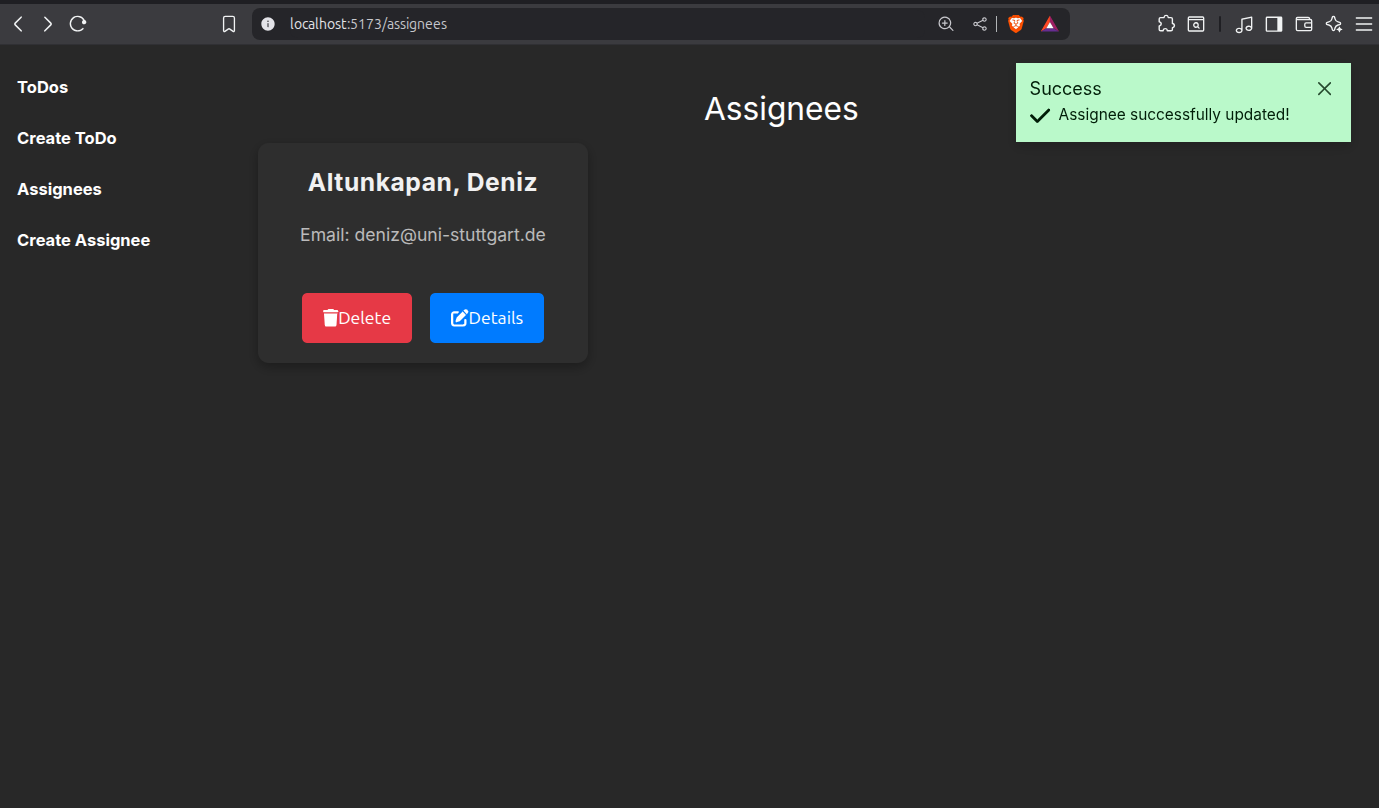 localhost:5173/assignees
ToDos
Create ToDo
Assignees
Create Assignee
Assignees
Success
Assignee successfully updated!
Altunkapan, Deniz
Email: deniz@uni-stuttgart.de
Delete
Details